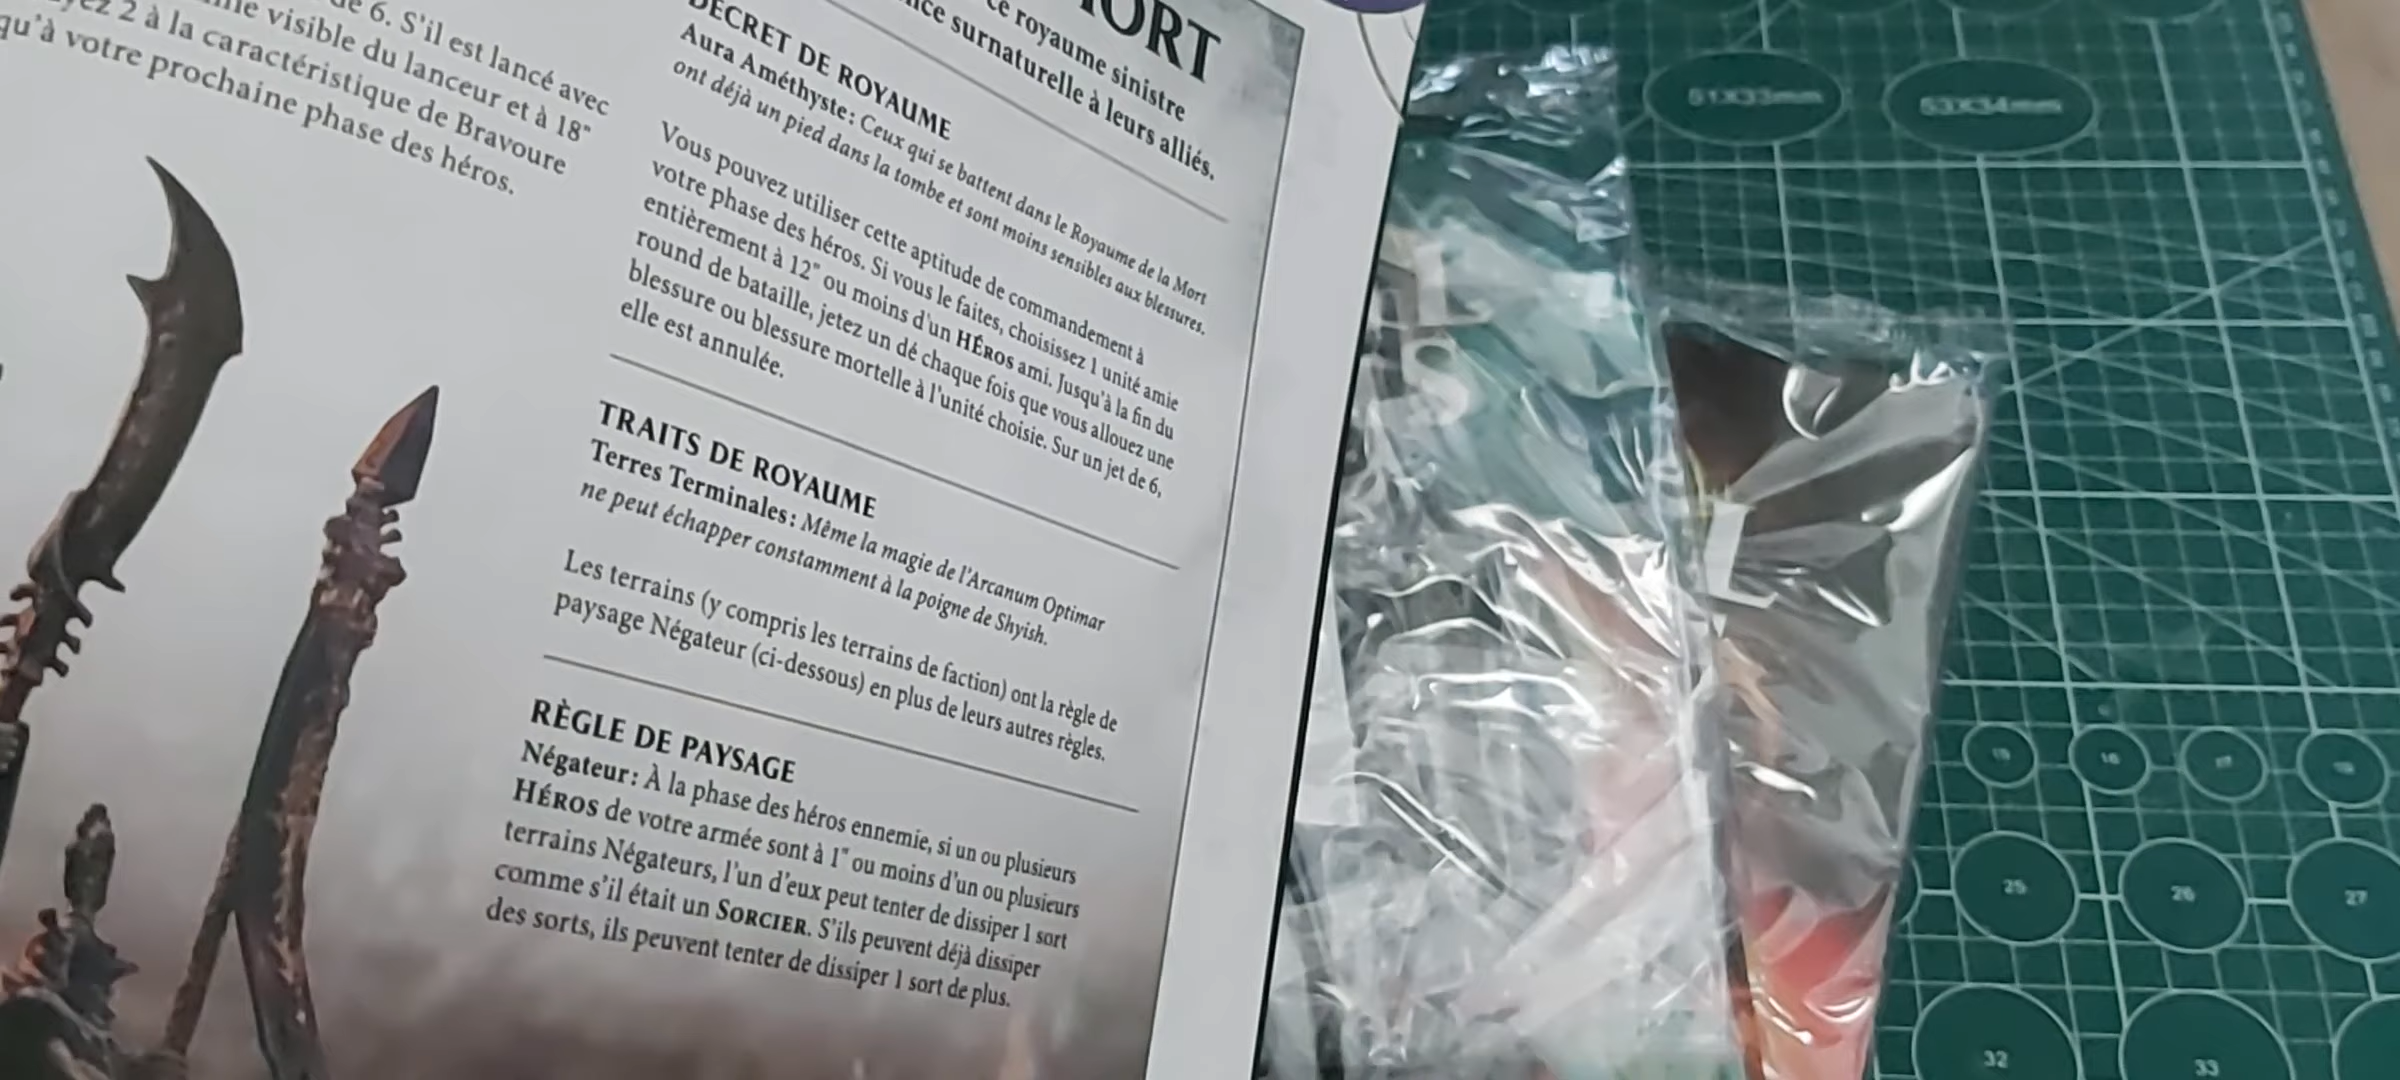 de 6. S'il est lancé avec
2 à la caractéristique de Bravoure
visible du lanceur et à 18"
qu'à votre prochaine phase des héros.
MORT
ce royaume sinistre
surnaturelle à leurs alliés.
DÉCRET DE ROYAUME
Aura Améthyste : Ceux qui se battent dans le Royaume de la Mort
ont déjà un pied dans la tombe et sont moins sensibles aux blessures.
Vous pouvez utiliser cette aptitude de commandement à
votre phase des héros. Si vous le faites, choisissez 1 unité amie
entièrement à 12" ou moins d'un HÉROS ami. Jusqu'à la fin du
round de bataille, jetez un dé chaque fois que vous allouez une
blessure ou blessure mortelle à l'unité choisie. Sur un jet de 6,
elle est annulée.
TRAITS DE ROYAUME
Terres Terminales : Même la magie de l'Arcanum Optimar
ne peut échapper constamment à la poigne de Shyish.
Les terrains (y compris les terrains de faction) ont la règle de
paysage Négateur (ci-dessous) en plus de leurs autres règles.
RÈGLE DE PAYSAGE
Négateur : À la phase des héros ennemie, si un ou plusieurs
HÉROS de votre armée sont à 1" ou moins d'un ou plusieurs
terrains Négateurs, l'un d'eux peut tenter de dissiper 1 sort
comme s'il était un SORCIER. S'ils peuvent déjà dissiper
des sorts, ils peuvent tenter de dissiper 1 sort de plus.
51X33mm
53X34mm
25
26
27
32
33